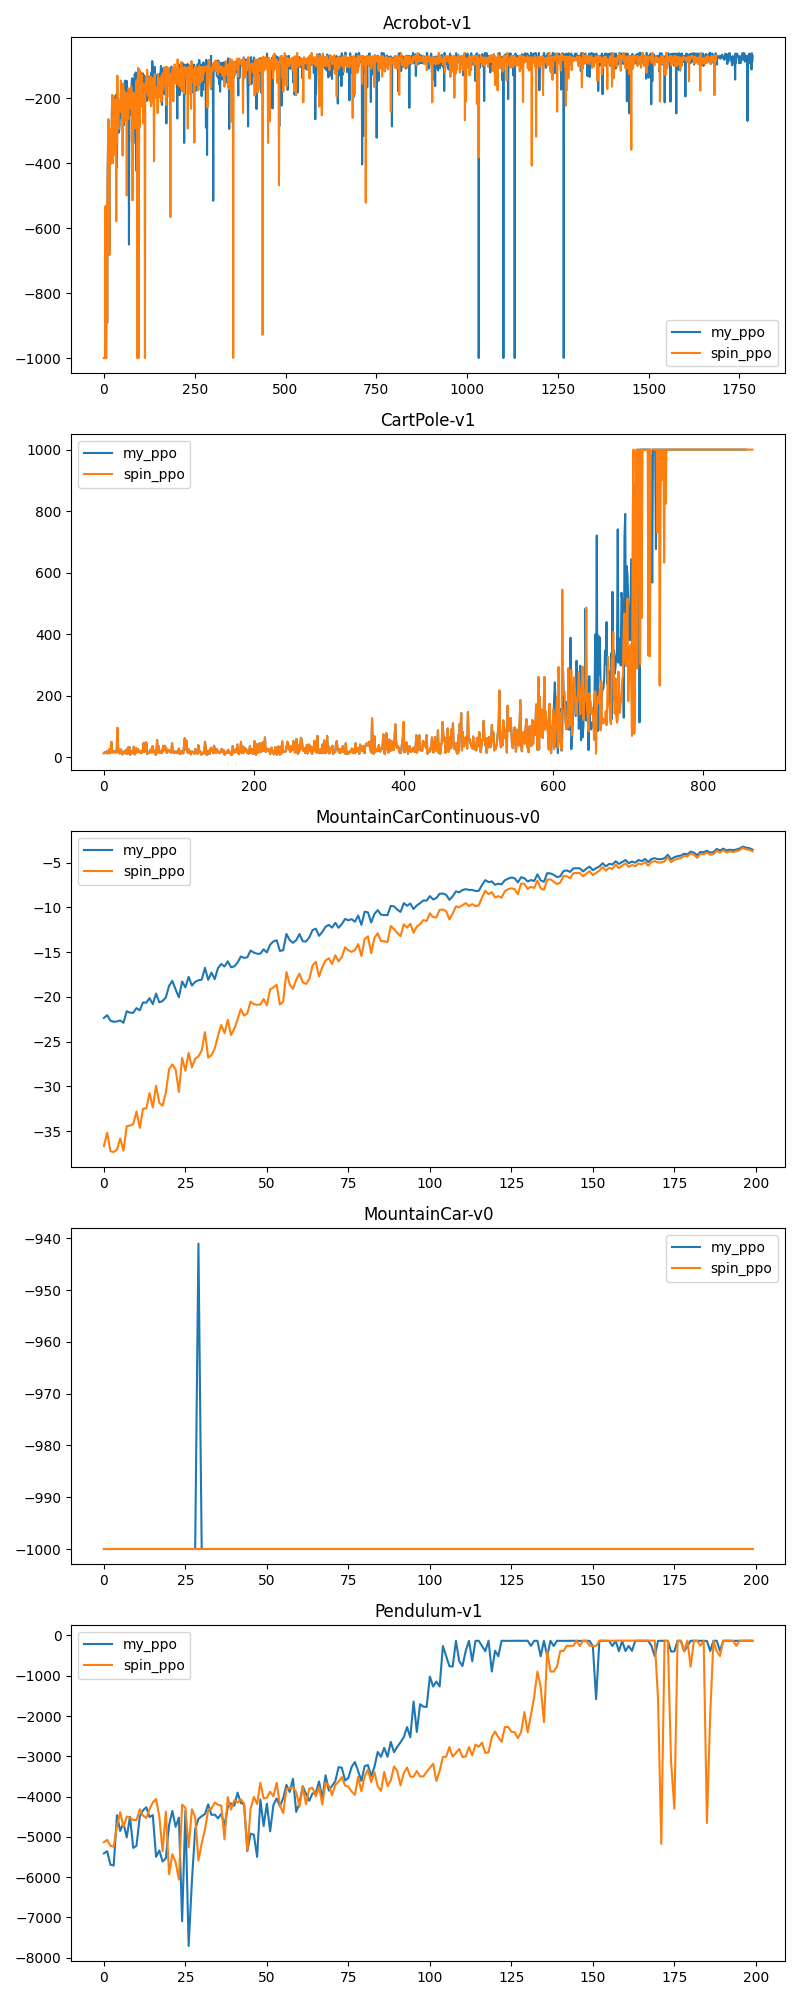 Acrobot-v1
−200
−400
−600
−800
−1000
my_ppo
spin_ppo
0 250 500 750 1000 1250 1500 1750
CartPole-v1
my_ppo
spin_ppo
1000
800
600
400
200
0
0 200 400 600 800
MountainCarContinuous-v0
my_ppo
spin_ppo
−5
−10
−15
−20
−25
−30
−35
0 25 50 75 100 125 150 175 200
MountainCar-v0
my_ppo
spin_ppo
−940
−950
−960
−970
−980
−990
−1000
0 25 50 75 100 125 150 175 200
Pendulum-v1
my_ppo
spin_ppo
0
−1000
−2000
−3000
−4000
−5000
−6000
−7000
−8000
0 25 50 75 100 125 150 175 200